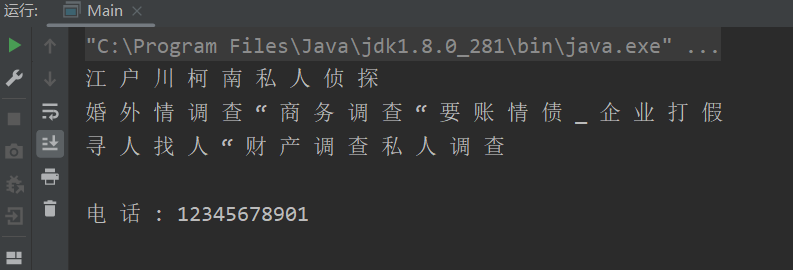 运行: Main ×
"C:\Program Files\Java\jdk1.8.0_281\bin\java.exe" ...
江 户 川 柯 南 私 人 侦 探
婚 外 情 调 查 “ 商 务 调 查 “ 要 账 情 债 _ 企 业 打 假
寻 人 找 人 “ 财 产 调 查 私 人 调 查
电 话 : 12345678901